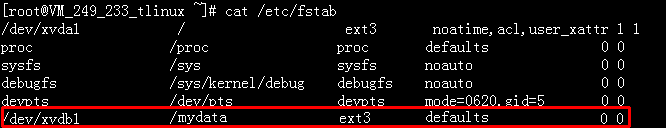 [root@VM_249_233_tlinux ~]# cat /etc/fstab
/dev/xvda1 / ext3 noatime,acl,user_xattr 1 1
proc /proc proc defaults 0 0
sysfs /sys sysfs noauto 0 0
debugfs /sys/kernel/debug debugfs noauto 0 0
devpts /dev/pts devpts mode=0620,gid=5 0 0
/dev/xvdb1 /mydata ext3 defaults 0 0